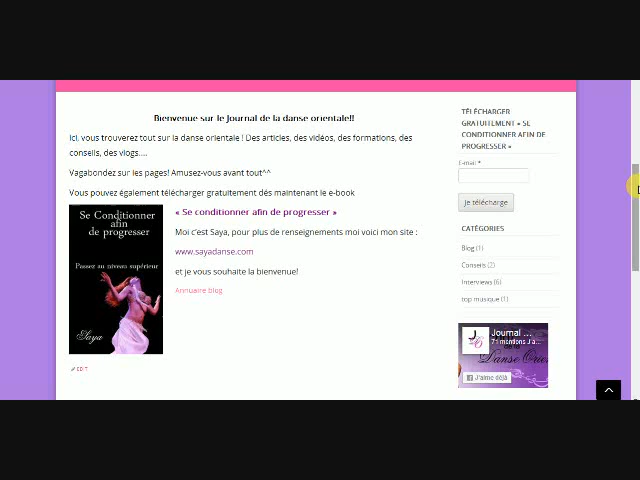 Bienvenue sur le Journal de la danse orientale!!
Ici, vous trouverez tout sur la danse orientale ! Des articles, des vidéos, des formations, des
conseils, des vlogs....
Vagabondez sur les pages! Amusez-vous avant tout^^
Vous pouvez également télécharger gratuitement dés maintenant le e-book
Se Conditionner
afin
de progresser
Passez au niveau supérieur
Saya
« Se conditionner afin de progresser »
Moi c'est Saya, pour plus de renseignements moi voici mon site :
www.sayadanse.com
et je vous souhaite la bienvenue!
Annuaire blog
EDIT
TÉLÉCHARGER
GRATUITEMENT « SE
CONDITIONNER AFIN DE
PROGRESSER »
E-mail *
Je télécharge
CATÉGORIES
Blog (1)
Conseils (2)
Interviews (6)
top musique (1)
Journal ...
71 mentions J'a...
Danse Orie
J'aime déjà